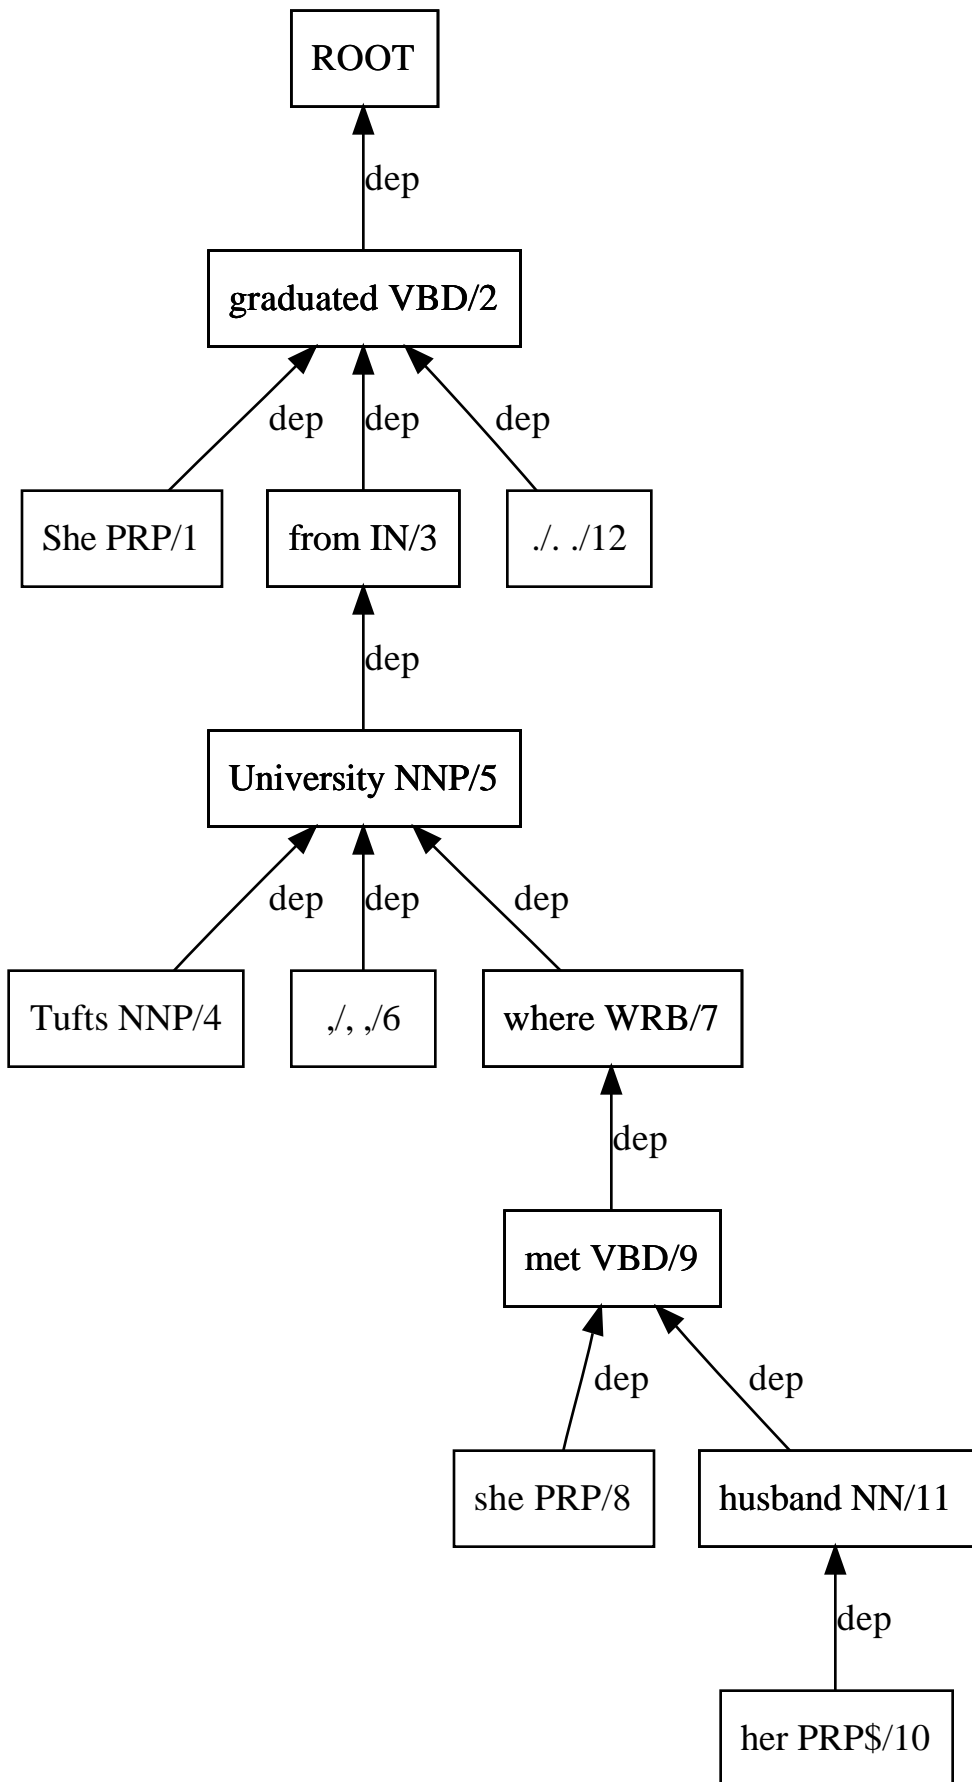 ROOT
dep
graduated VBD/2
dep dep dep
She PRP/1 from IN/3 ./. ./12
dep
University NNP/5
dep dep dep
Tufts NNP/4 ,/, ,/6 where WRB/7
dep
met VBD/9
dep dep
she PRP/8 husband NN/11
dep
her PRP$/10